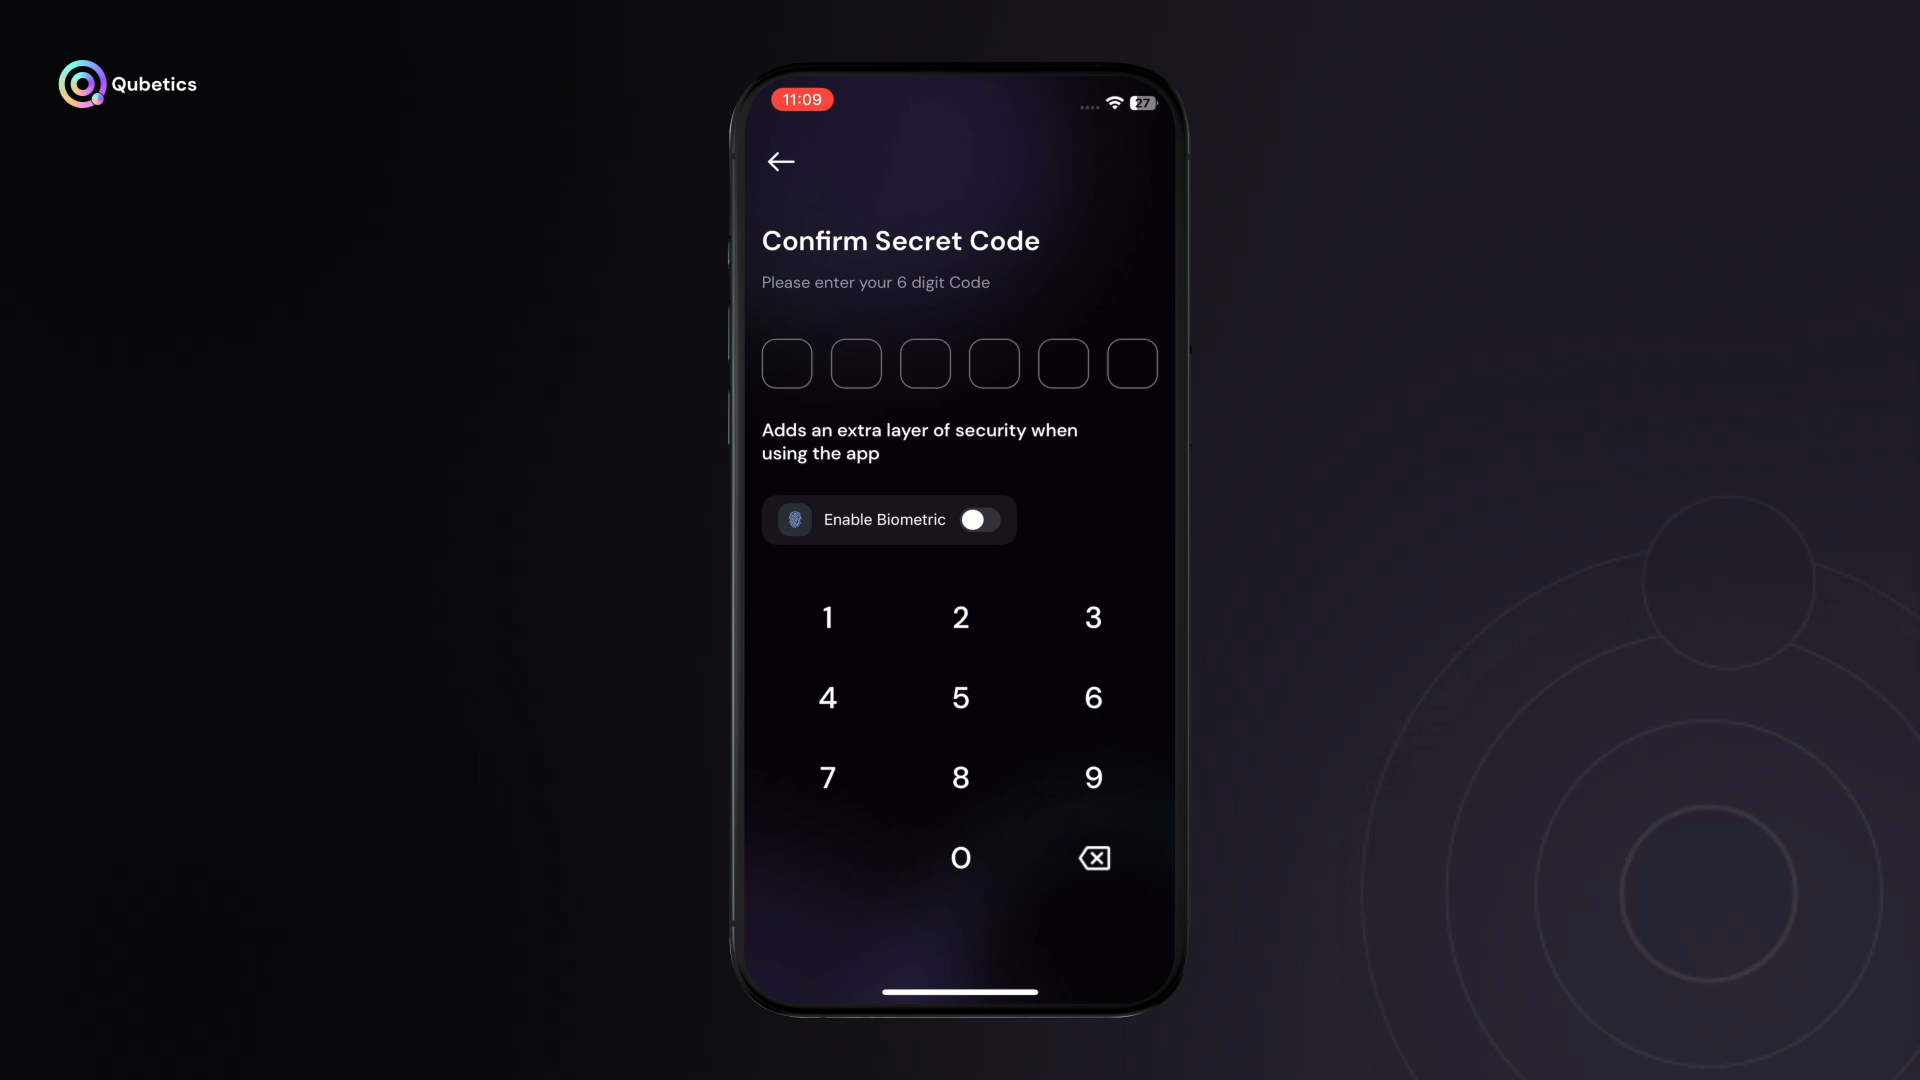 Qubetics
11:09
27
Confirm Secret Code
Please enter your 6 digit Code
Adds an extra layer of security when
using the app
Enable Biometric
1 2 3
4 5 6
7 8 9
0